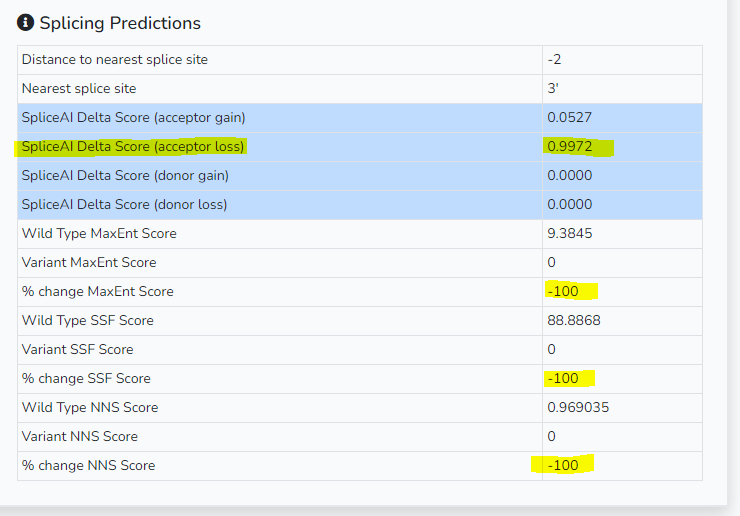 Splicing Predictions
Distance to nearest splice site -2
Nearest splice site 3'
SpliceAI Delta Score (acceptor gain) 0.0527
SpliceAI Delta Score (acceptor loss) 0.9972
SpliceAI Delta Score (donor gain) 0.0000
SpliceAI Delta Score (donor loss) 0.0000
Wild Type MaxEnt Score 9.3845
Variant MaxEnt Score 0
% change MaxEnt Score -100
Wild Type SSF Score 88.8868
Variant SSF Score 0
% change SSF Score -100
Wild Type NNS Score 0.969035
Variant NNS Score 0
% change NNS Score -100